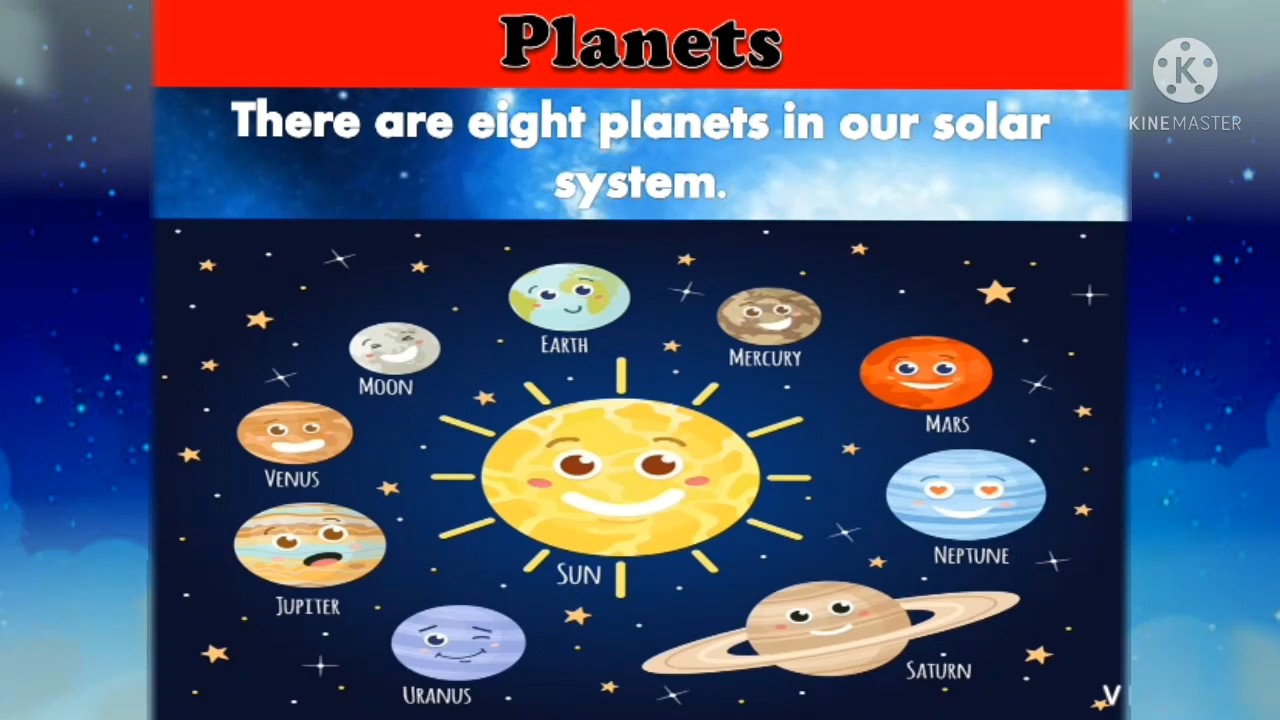 Planets
KINEMASTER
There are eight planets in our solar
system.
EARTH
MERCURY
MOON
MARS
VENUS
NEPTUNE
SUN
JUPITER
SATURN
URANUS
V